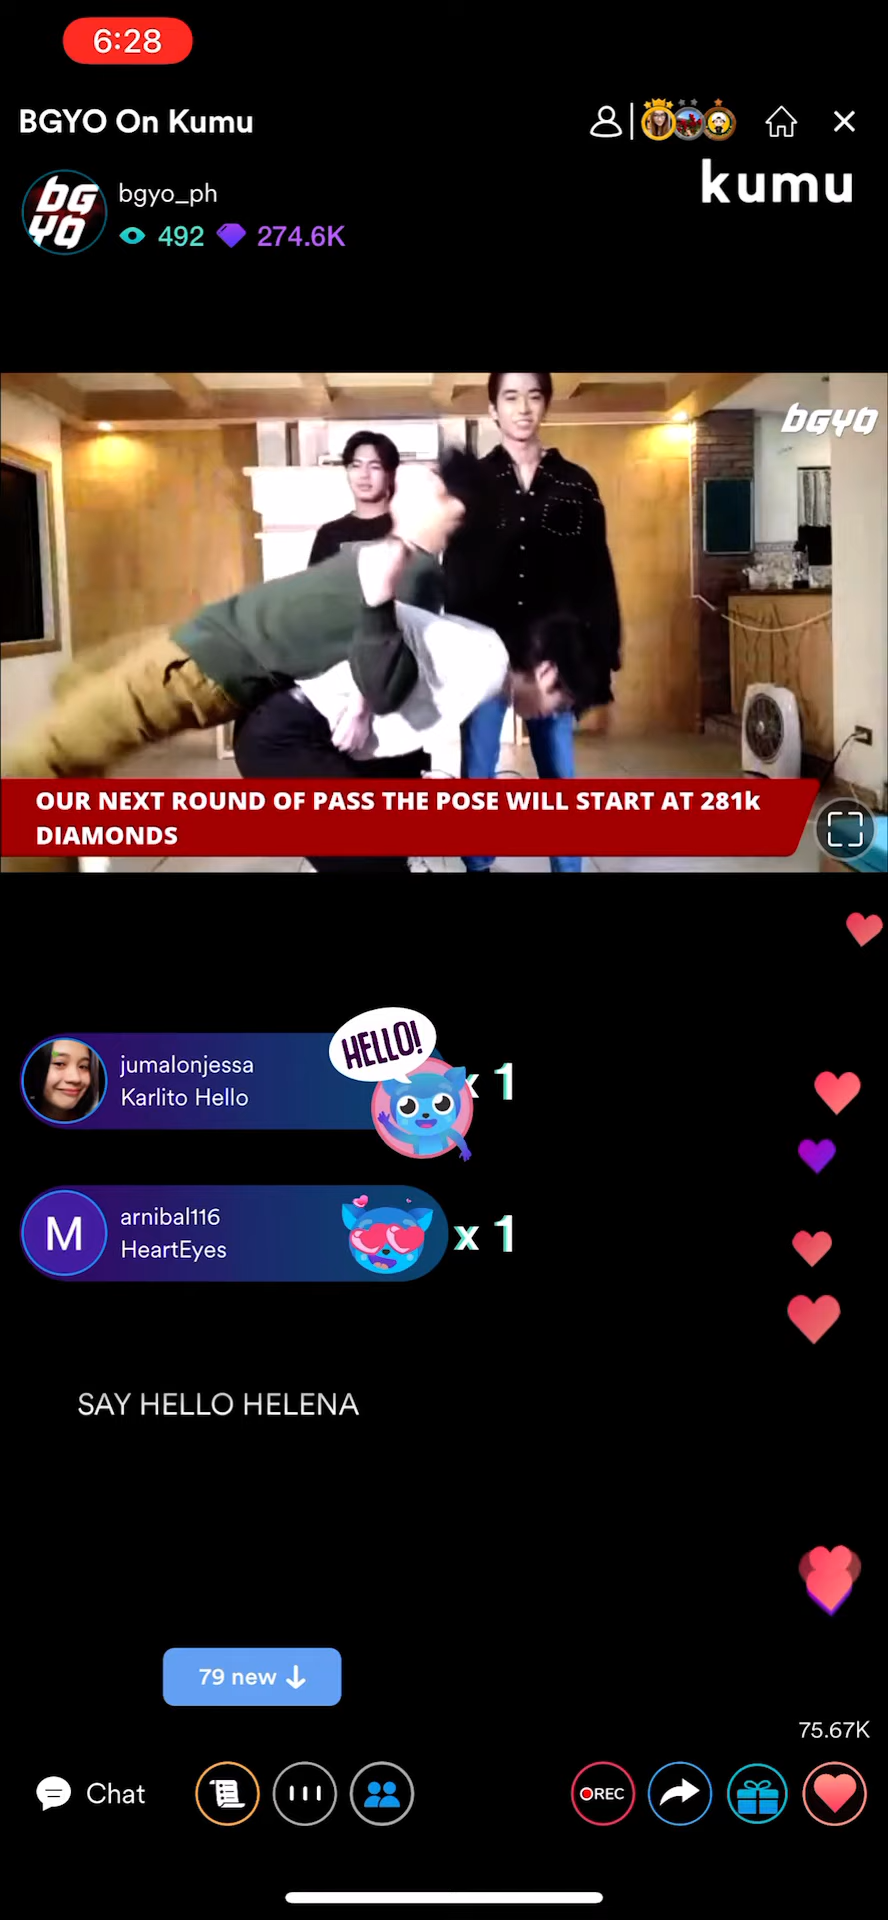 6:28
BGYO On Kumu
kumu
BG
YO
bgyo_ph
492 274.6K
BGYO
OUR NEXT ROUND OF PASS THE POSE WILL START AT 281k
DIAMONDS
HELLO!
jumalonjessa
Karlito Hello
x 1
M
arnibal116
HeartEyes
x 1
SAY HELLO HELENA
79 new
75.67K
Chat
REC